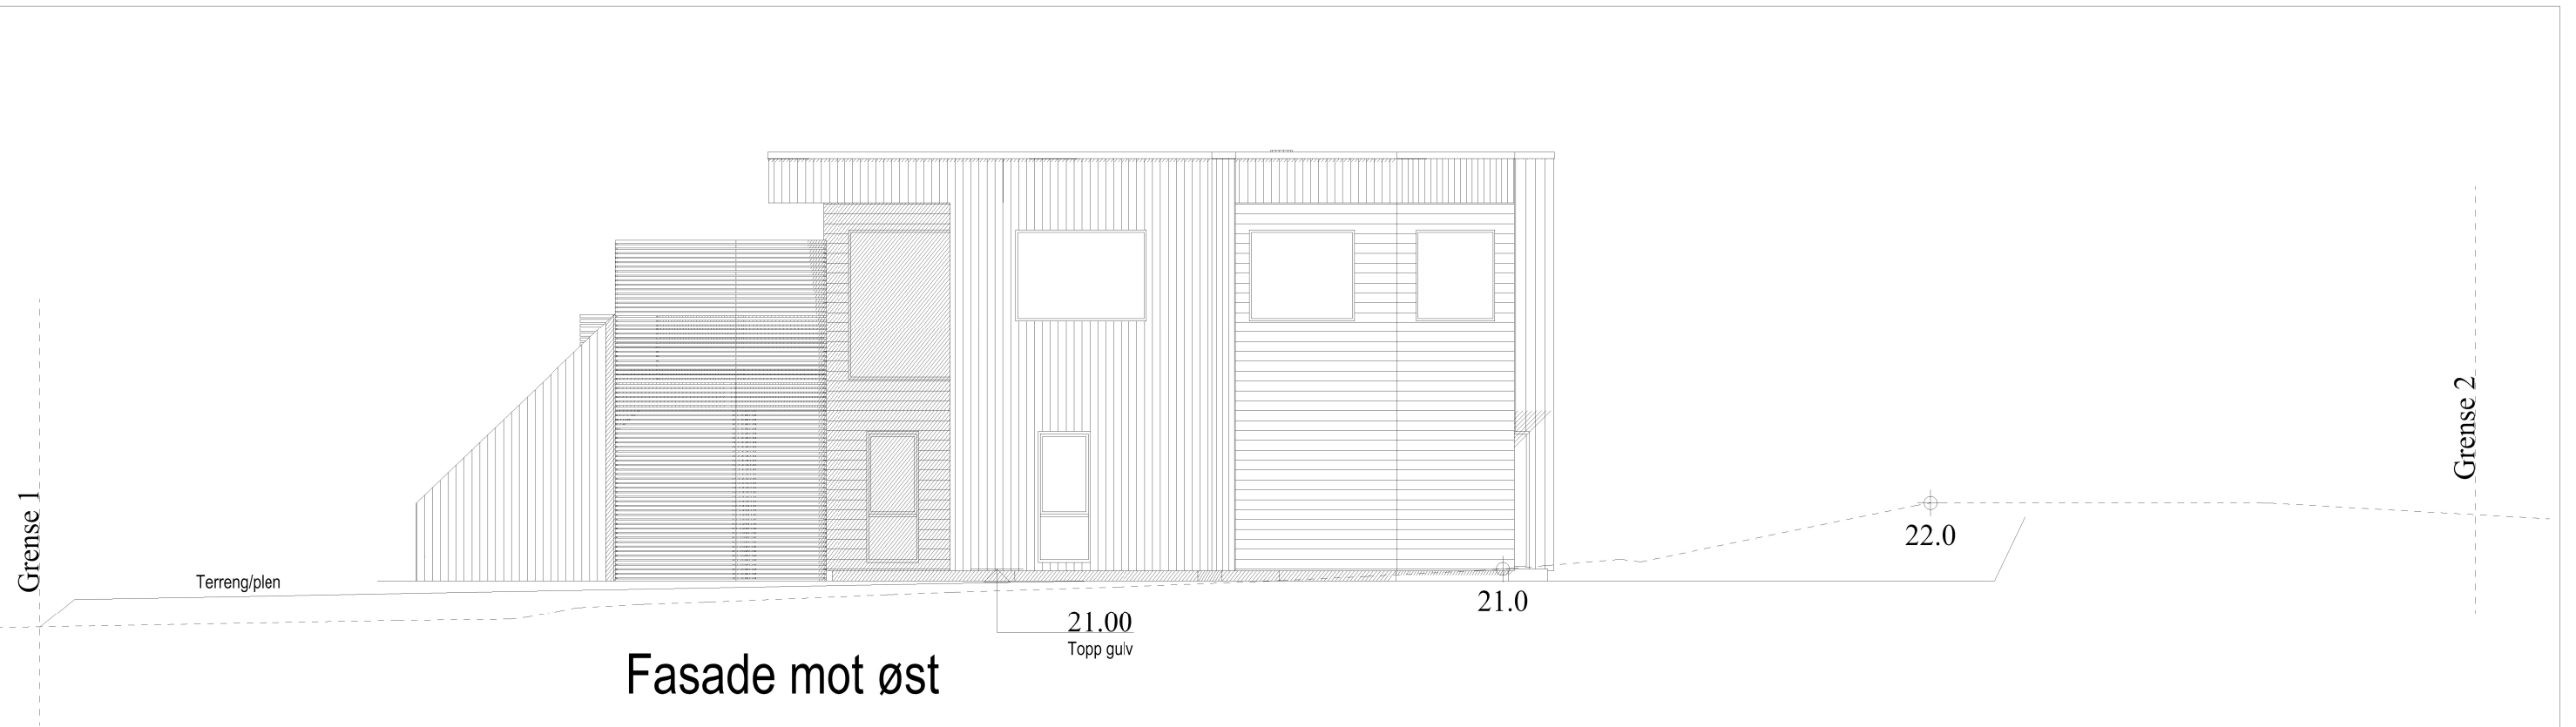 Grense 1
Terreng/plen
Grense 2
22.0
21.0
21.00
Topp gulv
Fasade mot øst